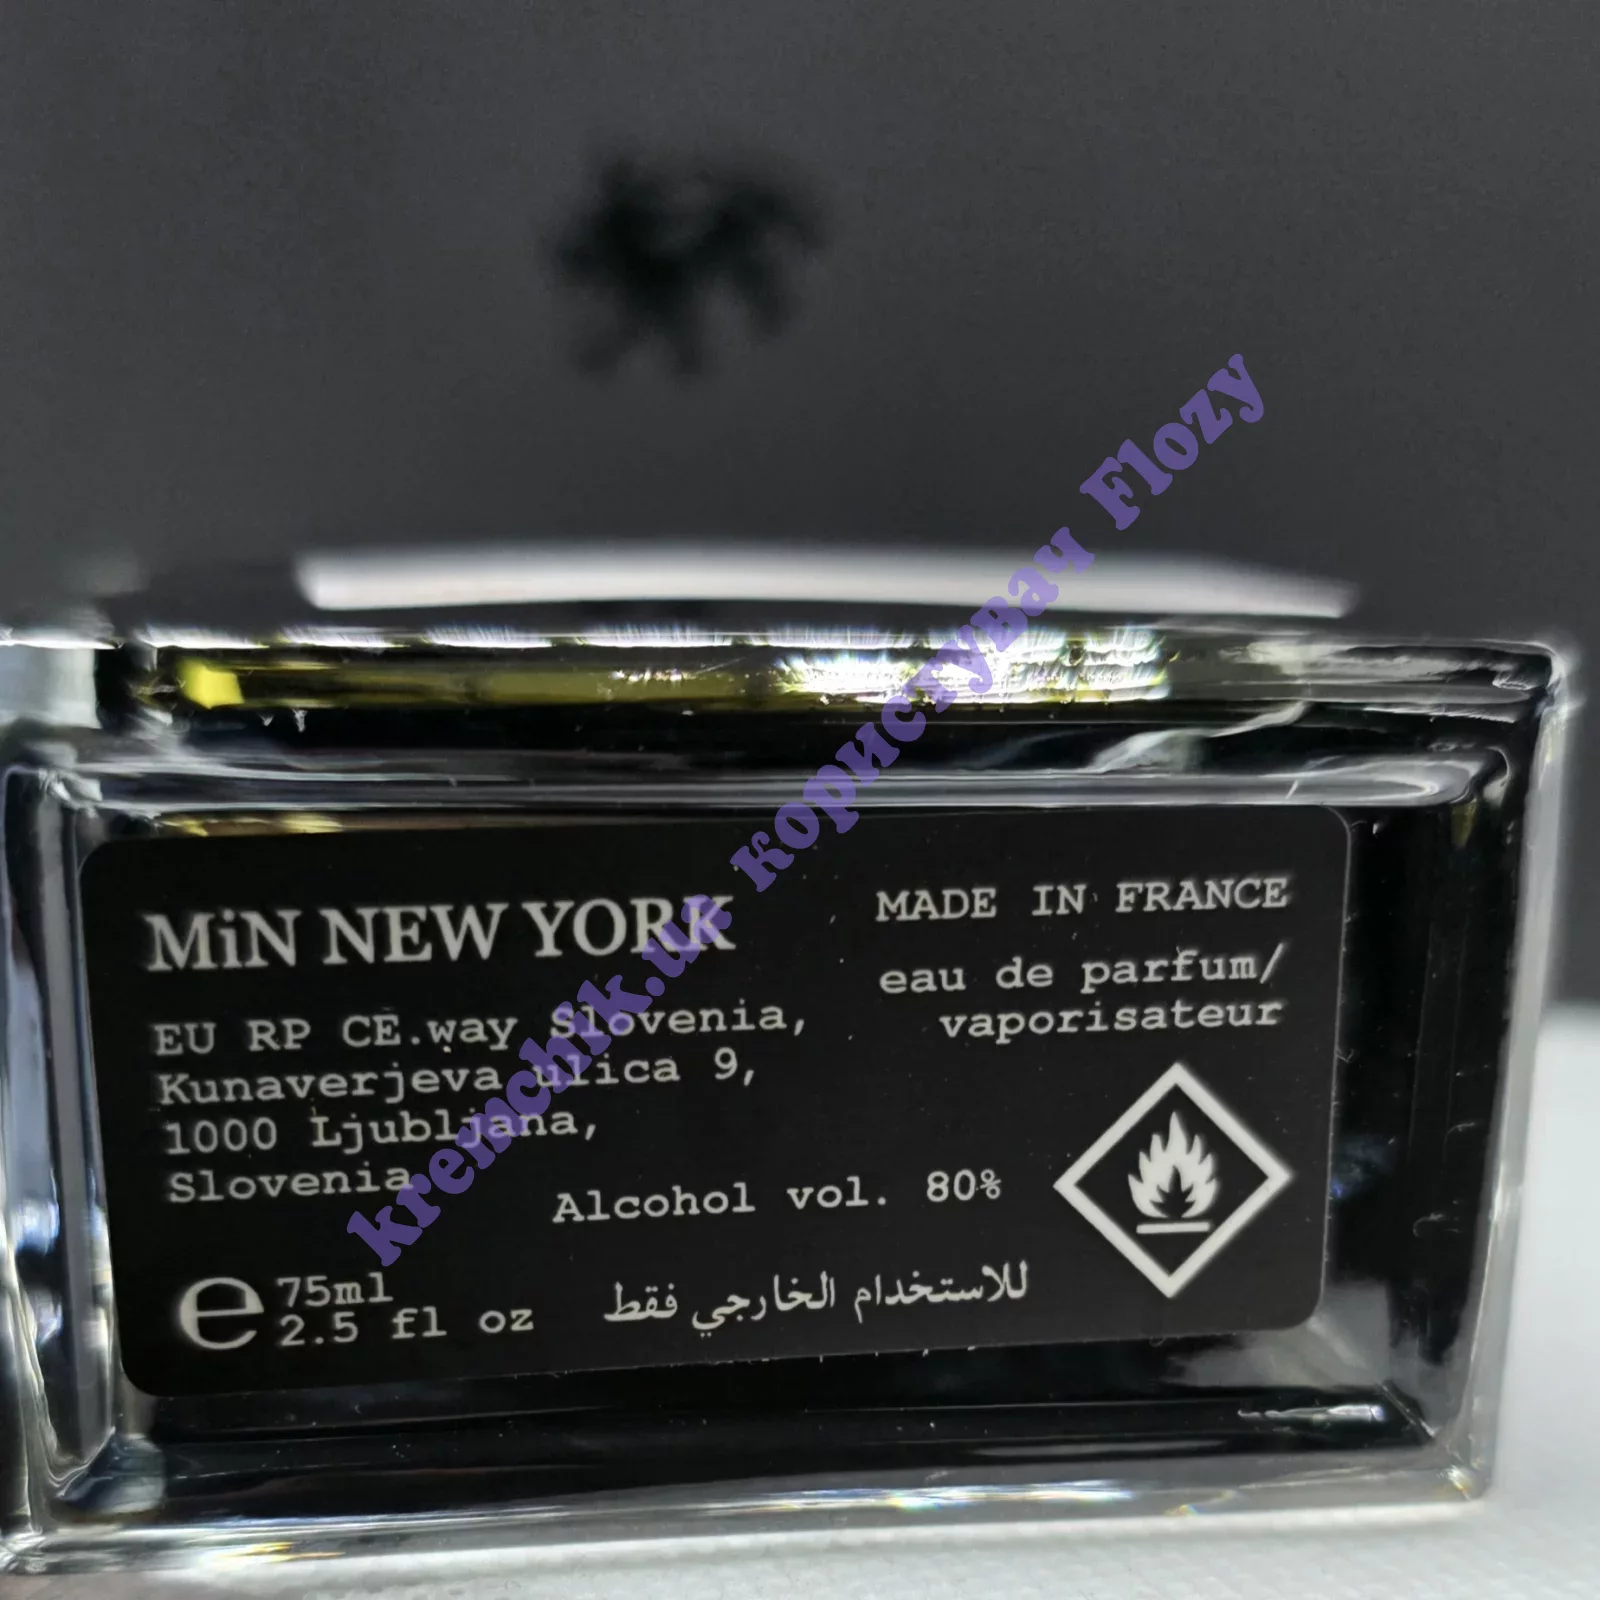 MiN NEW YORK
EU RP CE.way Slovenia,
Kunaverjeva ulica 9,
1000 Ljubljana,
Slovenia
MADE IN FRANCE
eau de parfum/
vaporisateur
Alcohol vol. 80%
℮ 75ml
2.5 fl oz
للاستخدام الخارجي فقط
kremchik.ua користувач Flozy